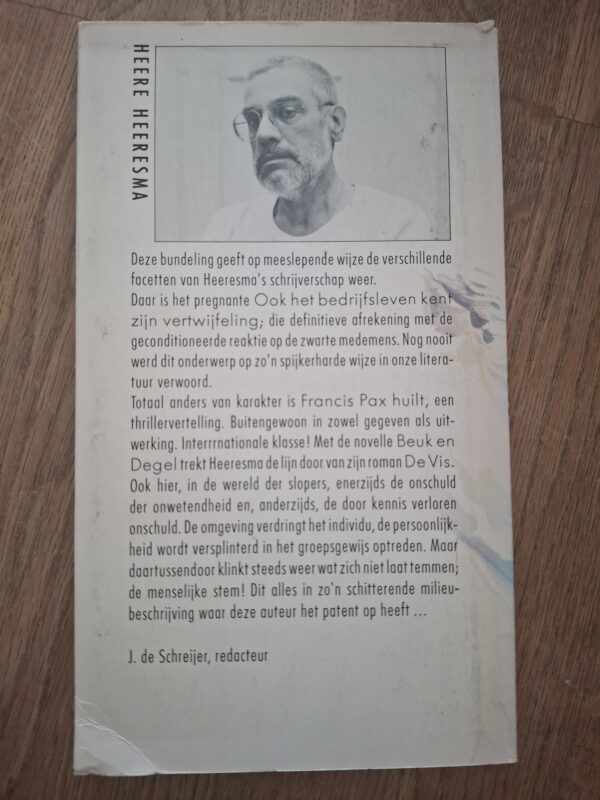 HEERE HEERESMA
Deze bundeling geeft op meeslepende wijze de verschillende
facetten van Heeresma's schrijverschap weer.
Daar is het pregnante Ook het bedrijfsleven kent
zijn vertwijfeling; die definitieve afrekening met de
geconditioneerde reaktie op de zwarte medemens. Nog nooit
werd dit onderwerp op zo'n spijkerharde wijze in onze litera-
tuur verwoord.
Totaal anders van karakter is Francis Pax huilt, een
thrillervertelling. Buitengewoon in zowel gegeven als uit-
werking. Interrrnationale klasse! Met de novelle Beuk en
Degel trekt Heeresma de lijn door van zijn roman De Vis.
Ook hier, in de wereld der slopers, enerzijds de onschuld
der onwetendheid en, anderzijds, de door kennis verloren
onschuld. De omgeving verdringt het individu, de persoonlijk-
heid wordt versplinterd in het groepsgewijs optreden. Maar
daartussendoor klinkt steeds weer wat zich niet laat temmen;
de menselijke stem! Dit alles in zo'n schitterende milieu-
beschrijving waar deze auteur het patent op heeft ...
J. de Schreijer, redacteur